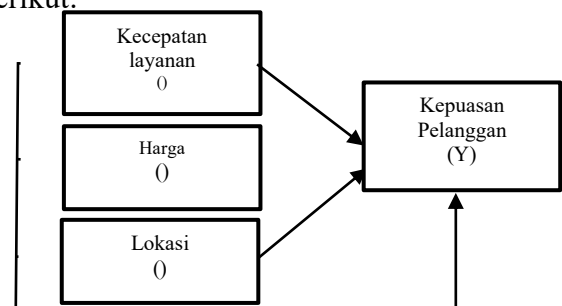 erikut:
Kecepatan
layanan
()
Harga
()
Lokasi
()
Kepuasan
Pelanggan
(Y)